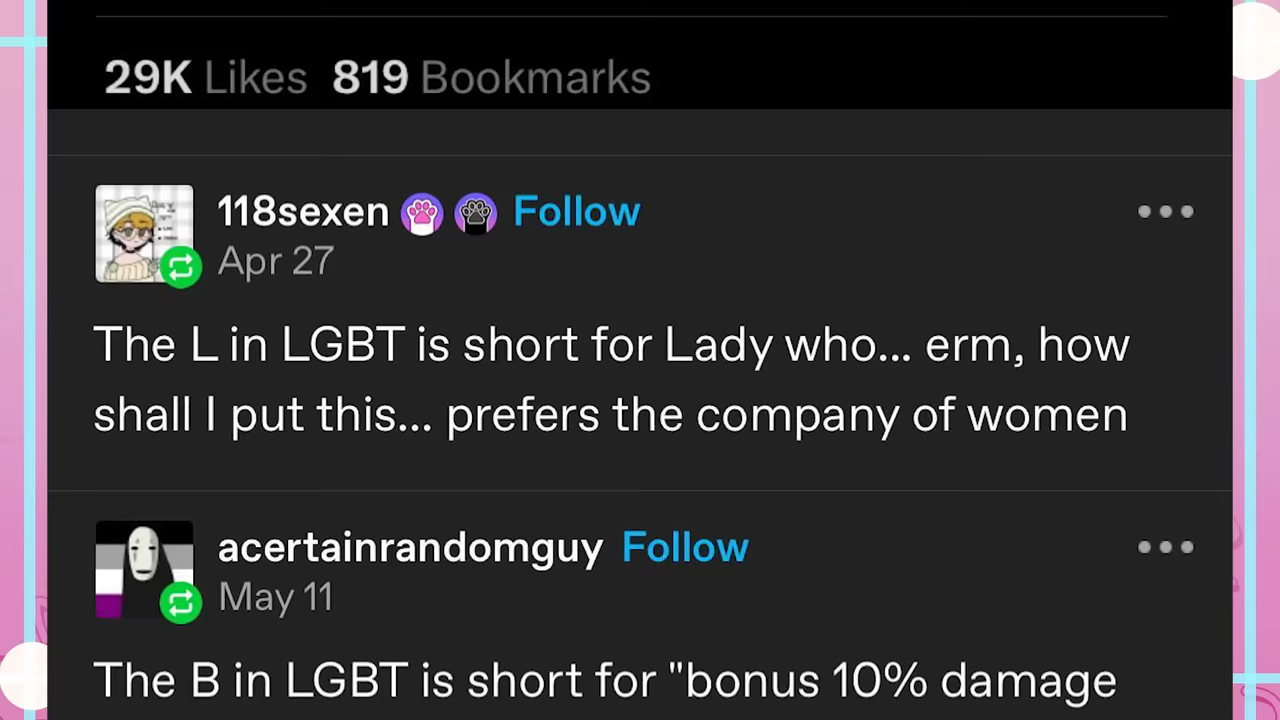 29K Likes 819 Bookmarks
118sexen Follow
Apr 27
The L in LGBT is short for Lady who... erm, how
shall I put this... prefers the company of women
acertainrandomguy Follow
May 11
The B in LGBT is short for "bonus 10% damage